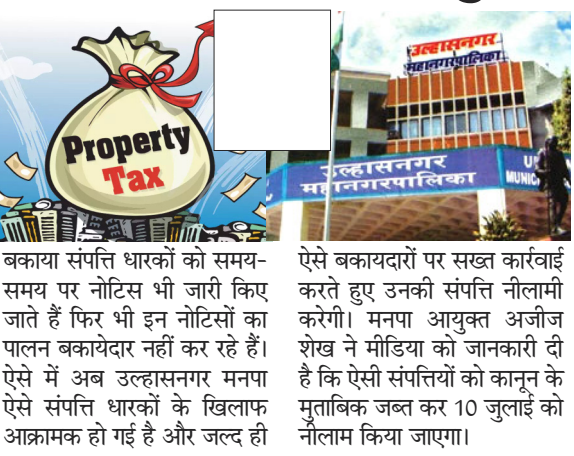 Property
Tax
उल्हासनगर
महानगरपालिका
उल्हासनगर
महानगरपालिका
MUNIC
बकाया संपत्ति धारकों को समय-
समय पर नोटिस भी जारी किए
जाते हैं फिर भी इन नोटिसों का
पालन बकायेदार नहीं कर रहे हैं।
ऐसे में अब उल्हासनगर मनपा
ऐसे संपत्ति धारकों के खिलाफ
आक्रामक हो गई है और जल्द ही
ऐसे बकायदारों पर सख्त कार्रवाई
करते हुए उनकी संपत्ति नीलामी
करेगी। मनपा आयुक्त अजीज
शेख ने मीडिया को जानकारी दी
है कि ऐसी संपत्तियों को कानून के
मुताबिक जब्त कर 10 जुलाई को
नीलाम किया जाएगा।